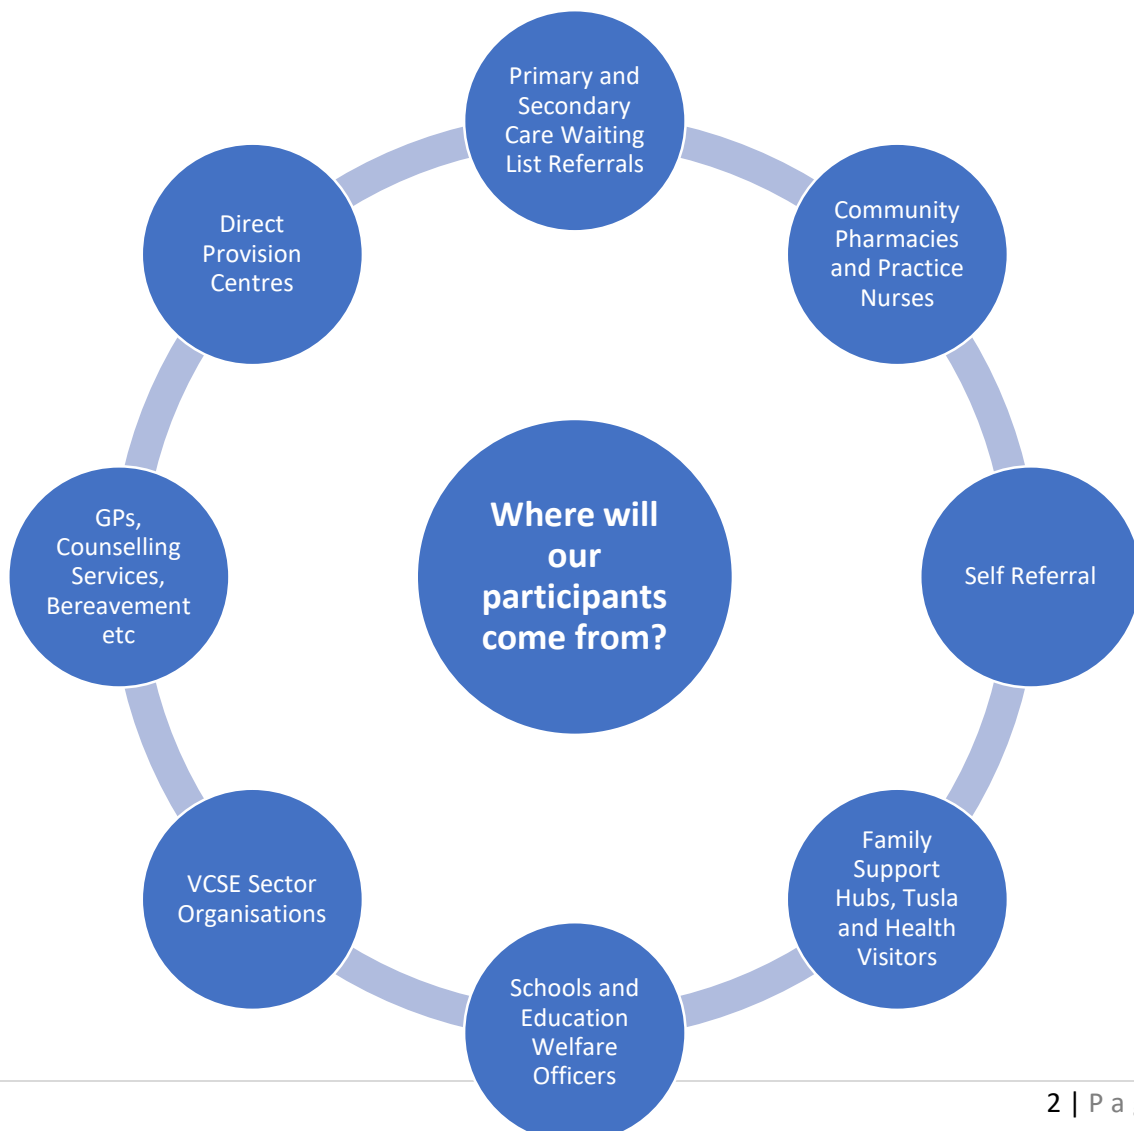 Primary and
Secondary
Care Waiting
List Referrals
Community
Pharmacies
and Practice
Nurses
Self Referral
Family
Support
Hubs, Tusla
and Health
Visitors
Schools and
Education
Welfare
Officers
VCSE Sector
Organisations
GPs,
Counselling
Services,
Bereavement
etc
Direct
Provision
Centres
Where will
our
participants
come from?
2 | P a